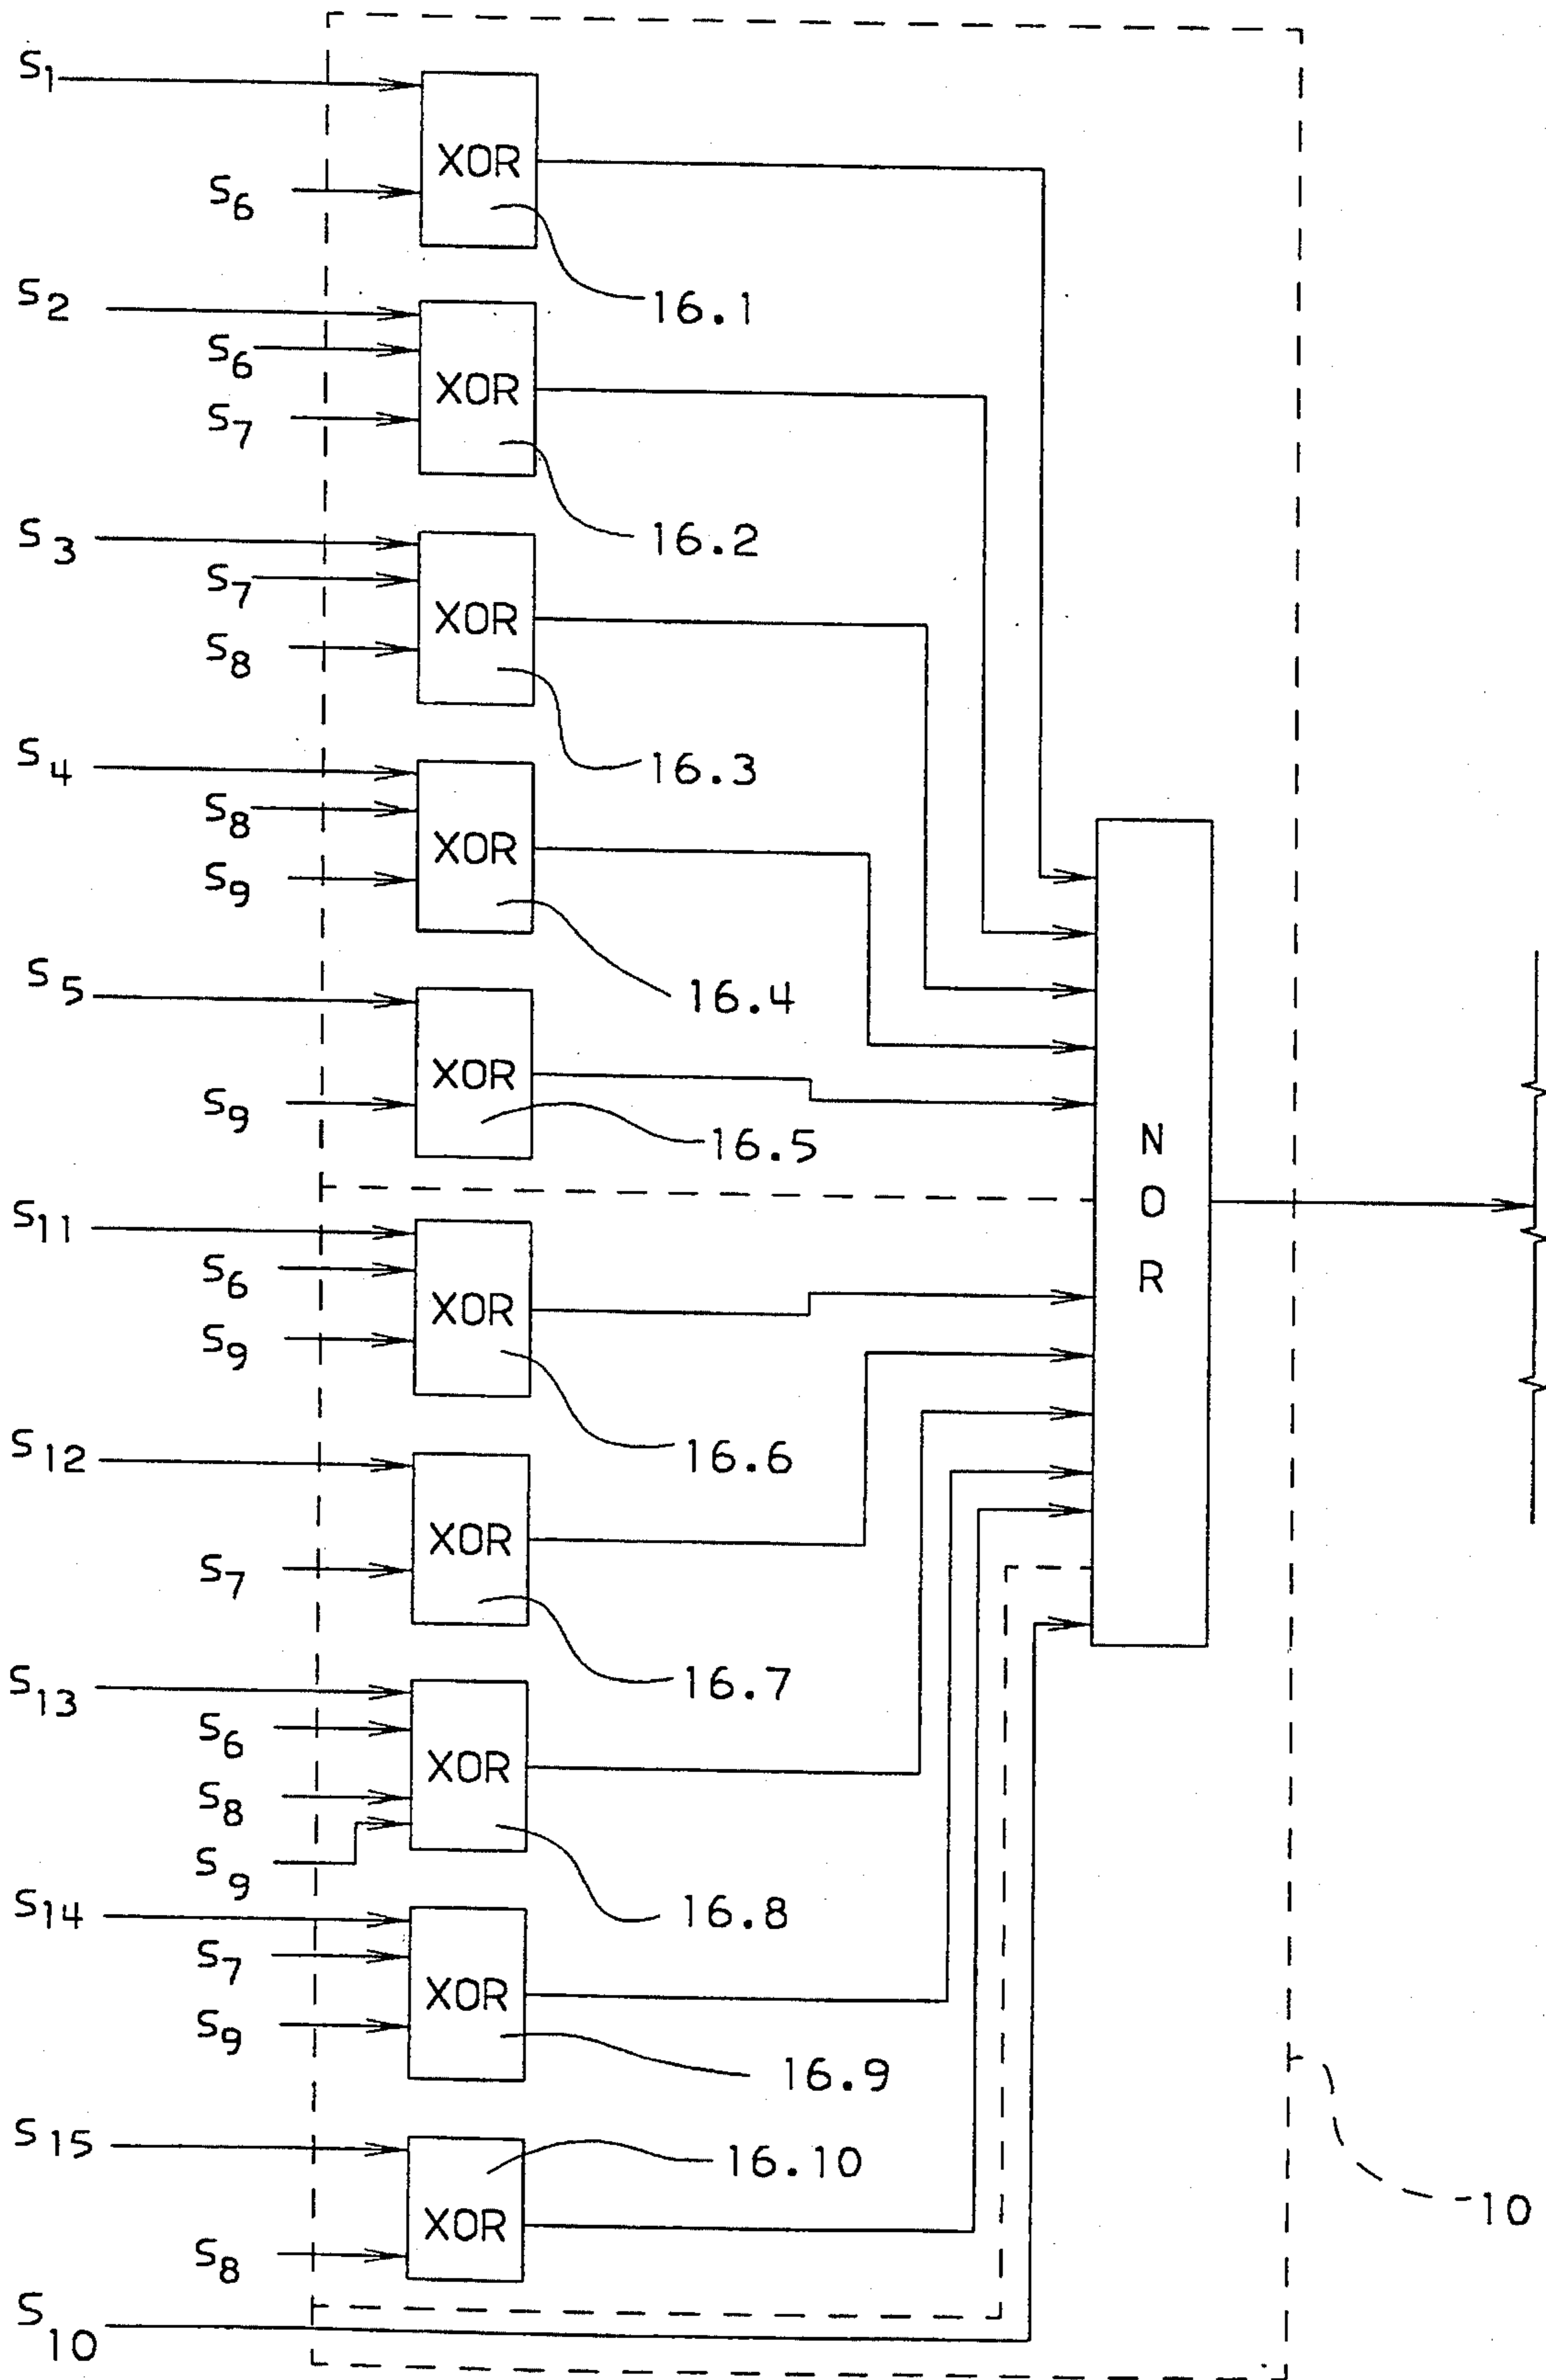 S1
XOR
S6
16.1
S2
S6
XOR
S7
16.2
S3
S7
XOR
S8
16.3
S4
S8
XOR
S9
16.4
S5
XOR
S9
16.5
NOR
S11
S6
XOR
S9
16.6
S12
XOR
S7
16.7
S13
S6
XOR
S8
S9
16.8
S14
S7
XOR
S9
16.9
S15
16.10
XOR
S8
10
S10